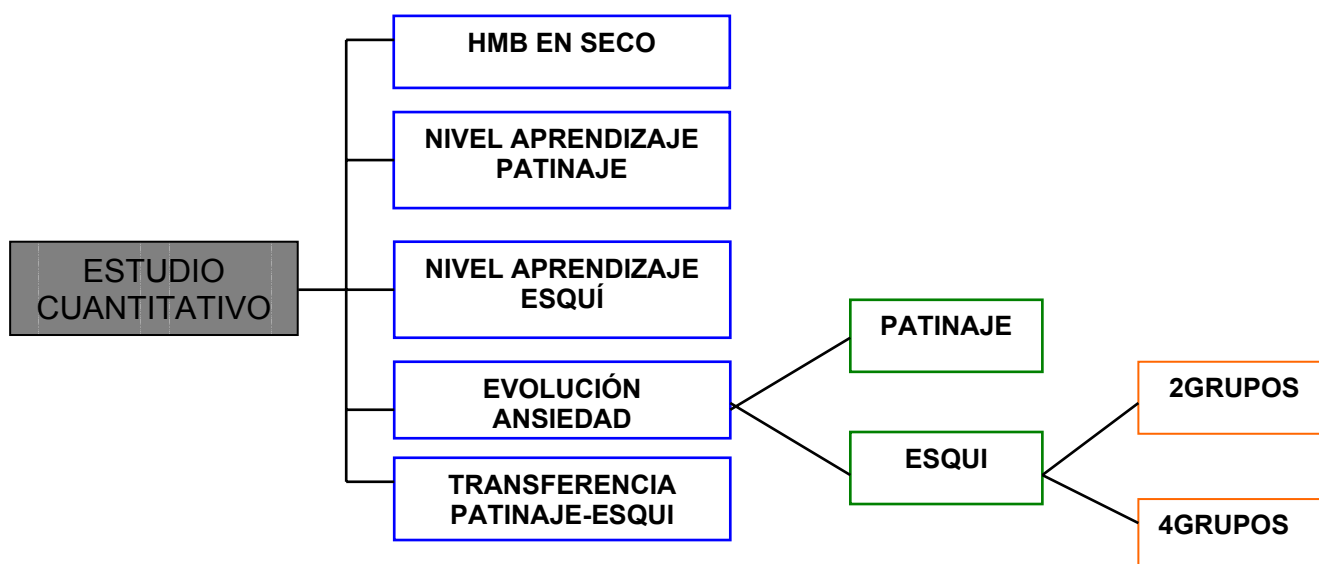 HMB EN SECO
NIVEL APRENDIZAJE
PATINAJE
ESTUDIO
CUANTITATIVO
NIVEL APRENDIZAJE
ESQUÍ
EVOLUCIÓN
ANSIEDAD
TRANSFERENCIA
PATINAJE-ESQUI
PATINAJE
ESQUI
2GRUPOS
4GRUPOS